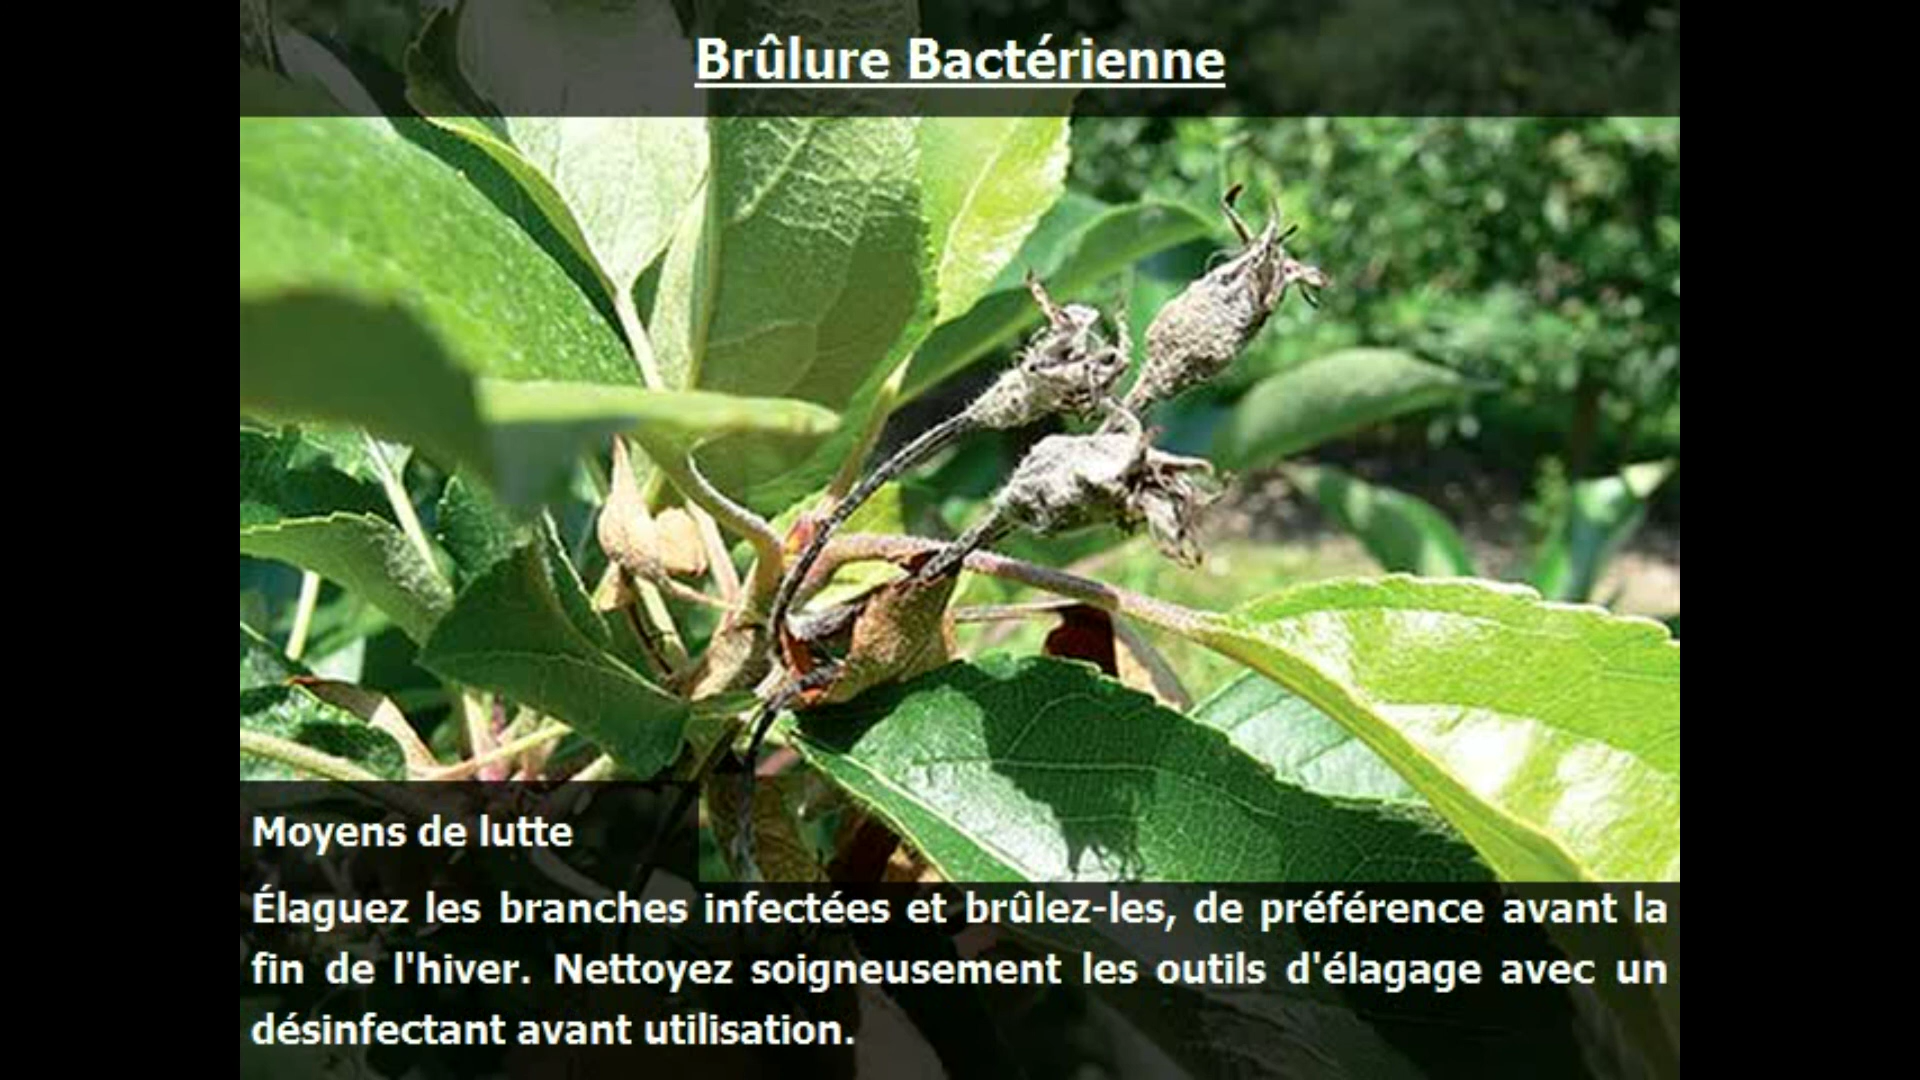 Brûlure Bactérienne
Moyens de lutte
Élaguez les branches infectées et brûlez-les, de préférence avant la
fin de l'hiver. Nettoyez soigneusement les outils d'élagage avec un
désinfectant avant utilisation.